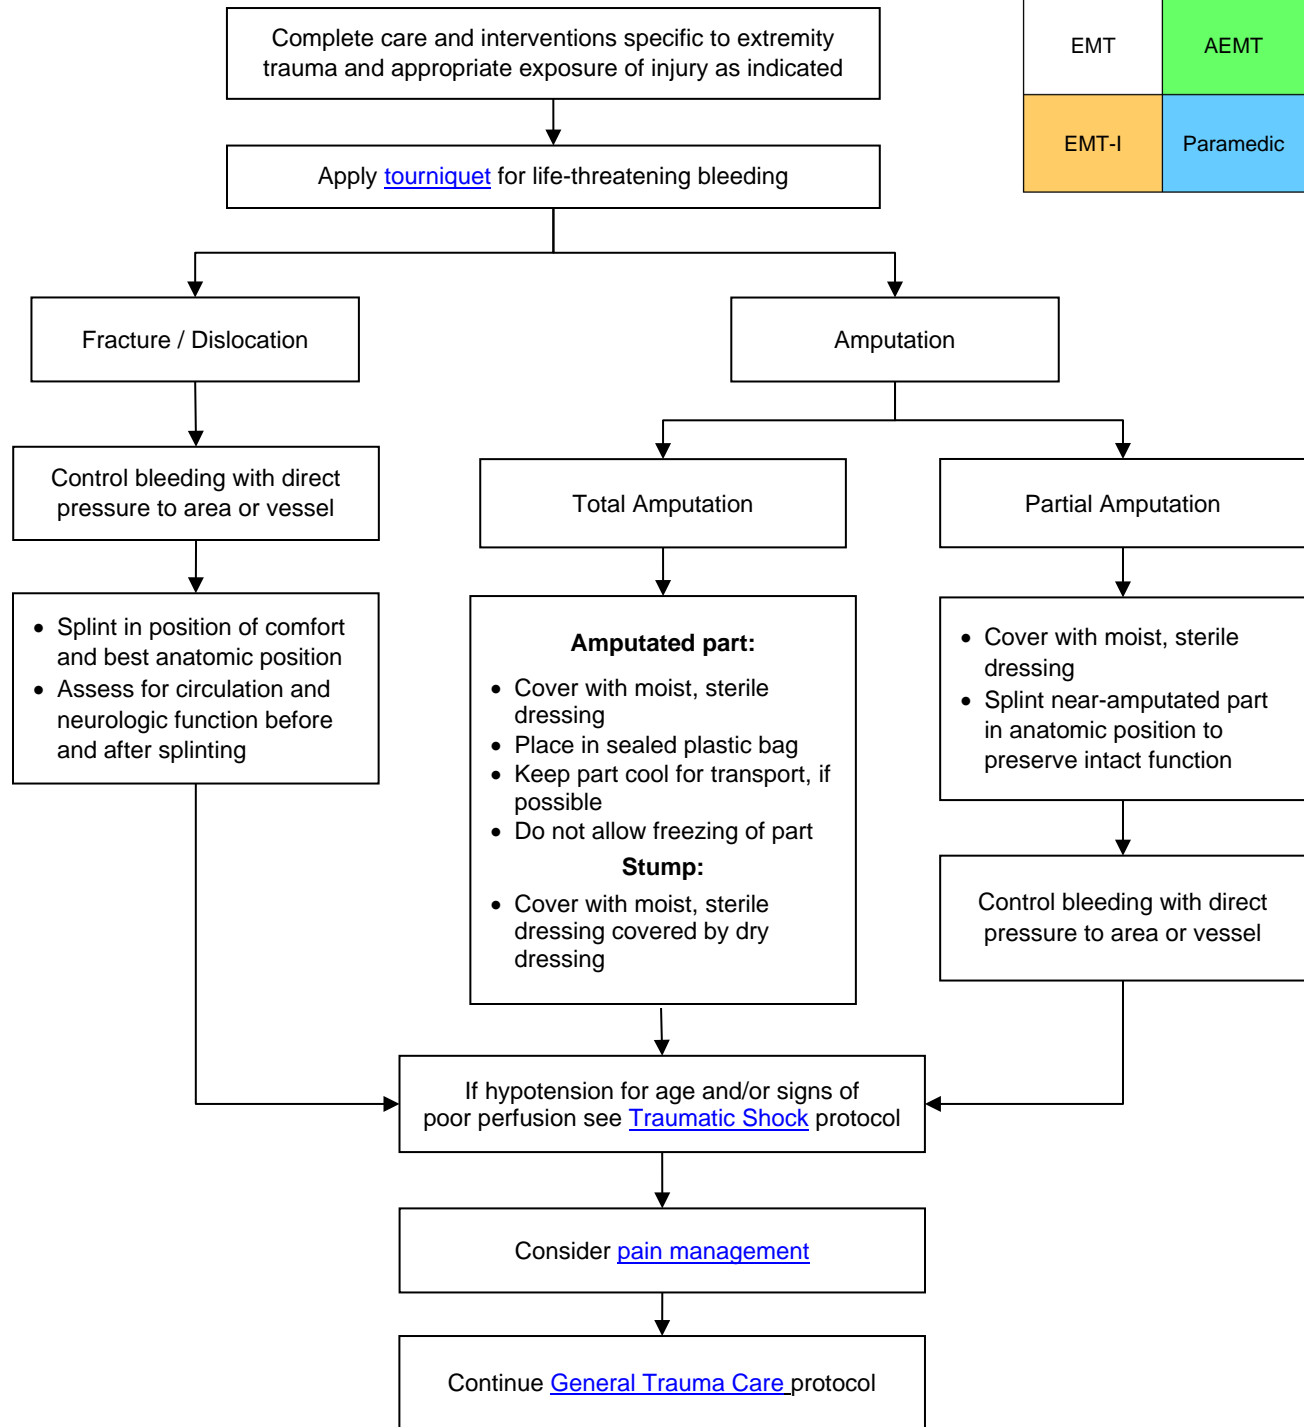 Complete care and interventions specific to extremity
trauma and appropriate exposure of injury as indicated
EMT
AEMT
EMT-I
Paramedic
Apply tourniquet for life-threatening bleeding
Fracture / Dislocation
Amputation
Control bleeding with direct
pressure to area or vessel
Total Amputation
Partial Amputation
• Splint in position of comfort
and best anatomic position
• Assess for circulation and
neurologic function before
and after splinting
Amputated part:
• Cover with moist, sterile
dressing
• Place in sealed plastic bag
• Keep part cool for transport, if
possible
• Do not allow freezing of part
Stump:
• Cover with moist, sterile
dressing covered by dry
dressing
• Cover with moist, sterile
dressing
• Splint near-amputated part
in anatomic position to
preserve intact function
Control bleeding with direct
pressure to area or vessel
If hypotension for age and/or signs of
poor perfusion see Traumatic Shock protocol
Consider pain management
Continue General Trauma Care protocol